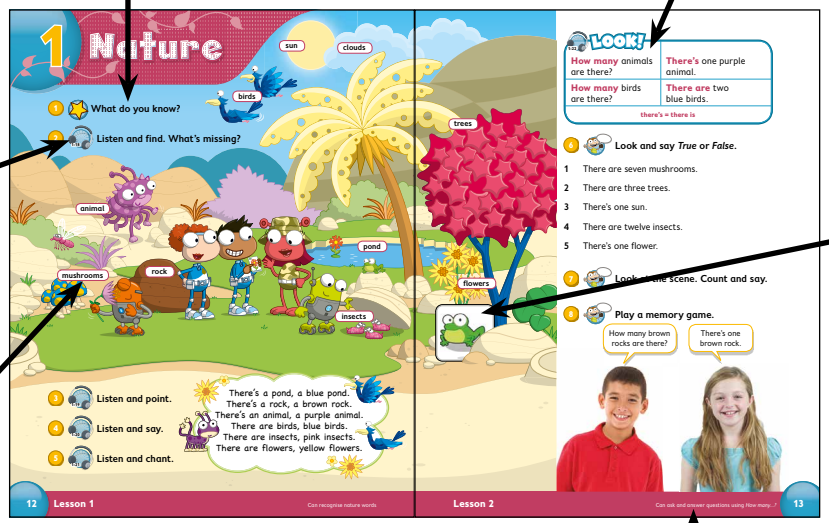 1 Nature
sun
clouds
birds
1 What do you know?
2 Listen and find. What's missing?
trees
animal
pond
rock
mushrooms
flowers
insects
3 Listen and point.
4 Listen and say.
5 Listen and chant.
There's a pond, a blue pond.
There's a rock, a brown rock.
There's an animal, a purple animal.
There are birds, blue birds.
There are insects, pink insects.
There are flowers, yellow flowers.
12 Lesson 1
Can recognise nature words
LOOK!
How many animals
are there?
There's one purple
animal.
How many birds
are there?
There are two
blue birds.
there's = there is
6 Look and say True or False.
1 There are seven mushrooms.
2 There are three trees.
3 There's one sun.
4 There are twelve insects.
5 There's one flower.
7 Look at the scene. Count and say.
8 Play a memory game.
How many brown
rocks are there?
There's one
brown rock.
Lesson 2
Can ask and answer questions using How many...?
13